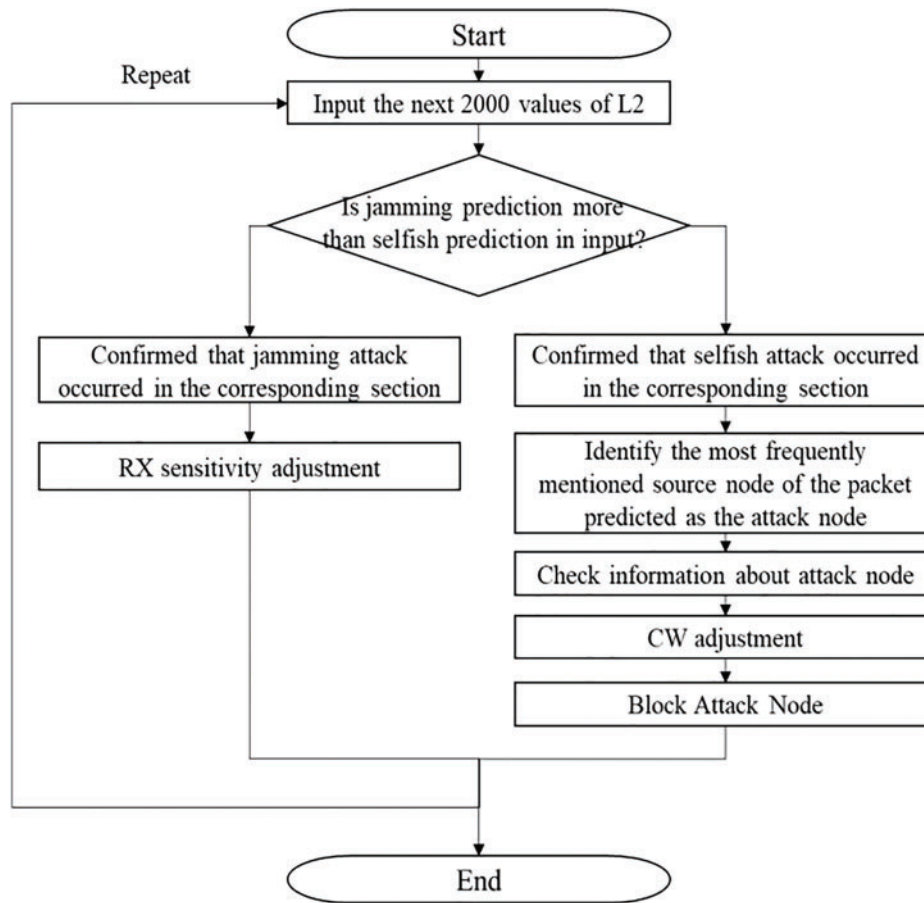 Start
Repeat
Input the next 2000 values of L2
Is jamming prediction more
than selfish prediction in input?
Confirmed that jamming attack
occurred in the corresponding section
RX sensitivity adjustment
Confirmed that selfish attack occurred
in the corresponding section
Identify the most frequently
mentioned source node of the packet
predicted as the attack node
Check information about attack node
CW adjustment
Block Attack Node
End